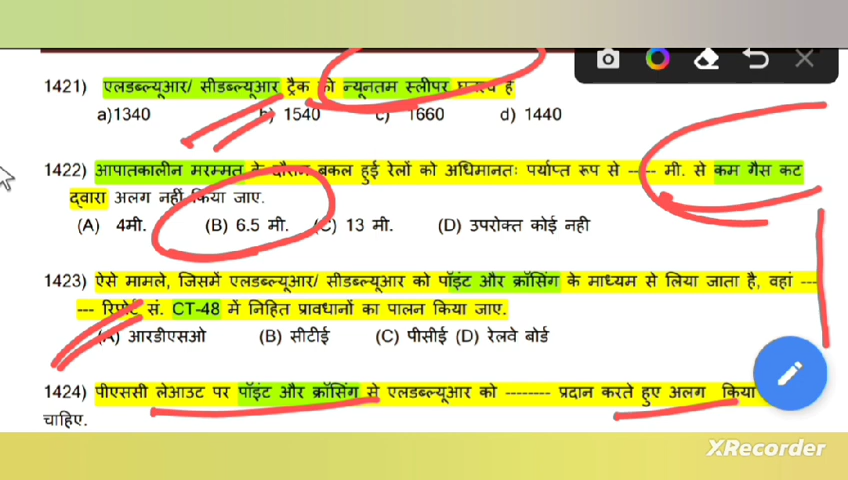 1421) एलडब्ल्यूआर/ सीडब्ल्यूआर ट्रैक को न्यूनतम स्लीपर घनत्व है
a)1340 b) 1540 c) 1660 d) 1440
1422) आपातकालीन मरम्मत के दौरान बकल हुई रेलों को अधिमानतः पर्याप्त रूप से ----- मी. से कम गैस कट
द्वारा अलग नहीं किया जाए.
(A) 4मी. (B) 6.5 मी. (C) 13 मी. (D) उपरोक्त कोई नही
1423) ऐसे मामले, जिसमें एलडब्ल्यूआर/ सीडब्ल्यूआर को पॉइंट और क्रॉसिंग के माध्यम से लिया जाता है, वहां ---
--- रिपोर्ट सं. CT-48 में निहित प्रावधानों का पालन किया जाए.
(A) आरडीएसओ (B) सीटीई (C) पीसीई (D) रेलवे बोर्ड
1424) पीएससी लेआउट पर पॉइंट और क्रॉसिंग से एलडब्ल्यूआर को -------- प्रदान करते हुए अलग किया
चाहिए.
XRecorder